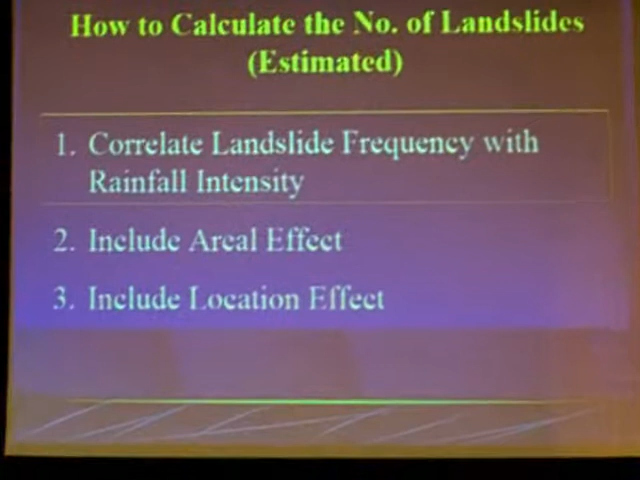 How to Calculate the No. of Landslides
(Estimated)
1. Correlate Landslide Frequency with
Rainfall Intensity
2. Include Areal Effect
3. Include Location Effect